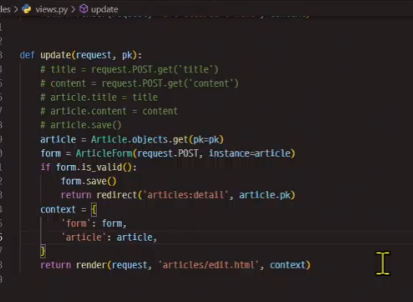 les > views.py > update
def update(request, pk):
# title = request.POST.get('title')
# content = request.POST.get('content')
# article.title = title
# article.content = content
# article.save()
article = Article.objects.get(pk=pk)
form = ArticleForm(request.POST, instance=article)
if form.is_valid():
form.save()
return redirect('articles:detail', article.pk)
context = {
'form': form,
'article': article,
}
return render(request, 'articles/edit.html', context)